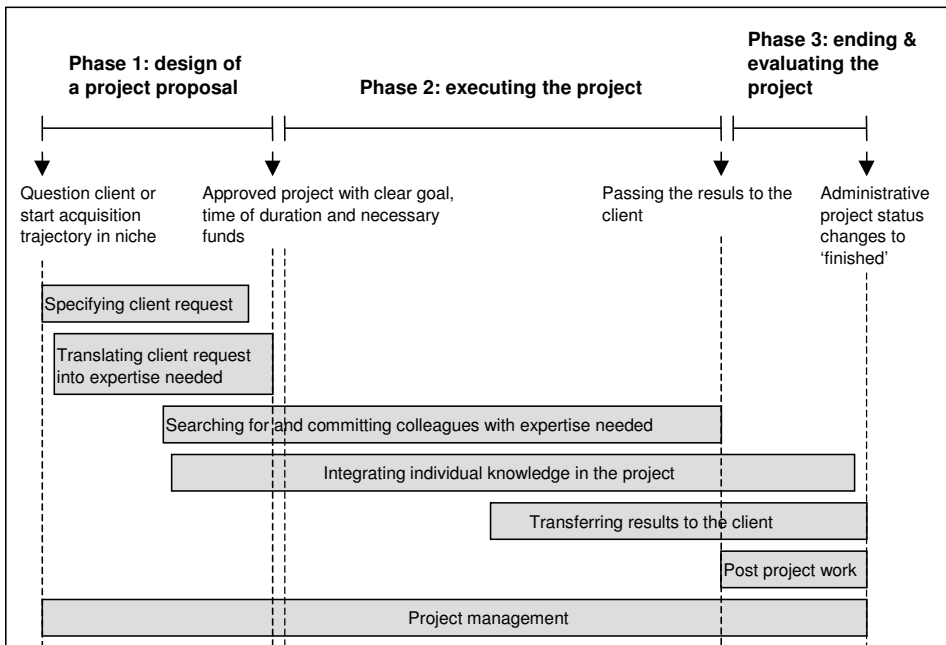 Phase 1: design of
a project proposal
Phase 2: executing the project
Phase 3: ending &
evaluating the
project
Question client or
start acquisition
trajectory in niche
Approved project with clear goal,
time of duration and necessary
funds
Passing the resuls to the
client
Administrative
project status
changes to
‘finished’
Specifying client request
Translating client request
into expertise needed
Searching for and committing colleagues with expertise needed
Integrating individual knowledge in the project
Transferring results to the client
Post project work
Project management